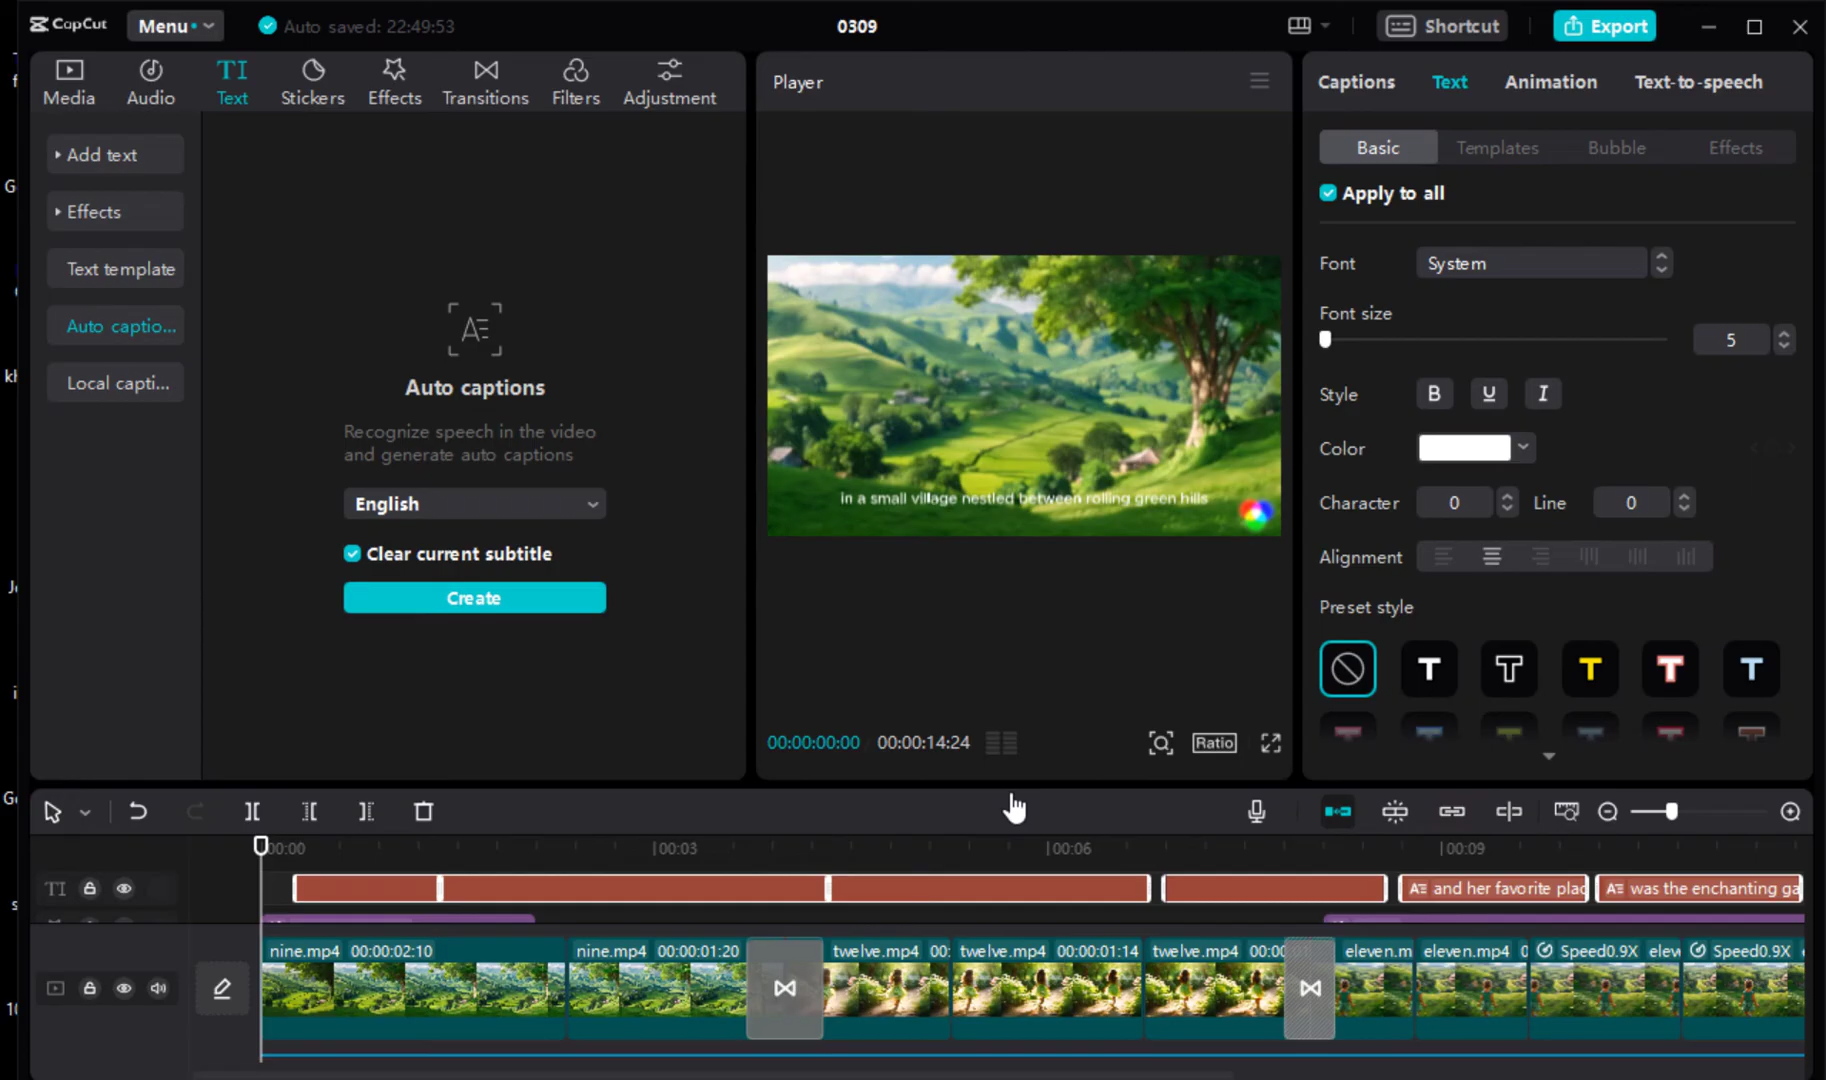 CapCut
Menu
Auto saved: 22:49:53
0309
Shortcut
Export
Media
Audio
TI
Text
Stickers
Effects
Transitions
Filters
Adjustment
Add text
Effects
Text template
Auto captio...
Local capti...
Auto captions
Recognize speech in the video
and generate auto captions
English
Clear current subtitle
Create
Player
in a small village nestled between rolling green hills
00:00:00:00
00:00:14:24
Ratio
Captions
Text
Animation
Text-to-speech
Basic
Templates
Bubble
Effects
Apply to all
Font
System
Font size
5
Style
B
U
I
Color
Character
0
Line
0
Alignment
Preset style
T
T
T
T
T
00:00
00:03
00:06
00:09
TI
and her favorite plac
was the enchanting ga
nine.mp4 00:00:02:10
nine.mp4 00:00:01:20
twelve.mp4 00:
twelve.mp4 00:00:01:14
twelve.mp4 00:00
eleven.m
eleven.mp4 0
Speed0.9X elev
Speed0.9X